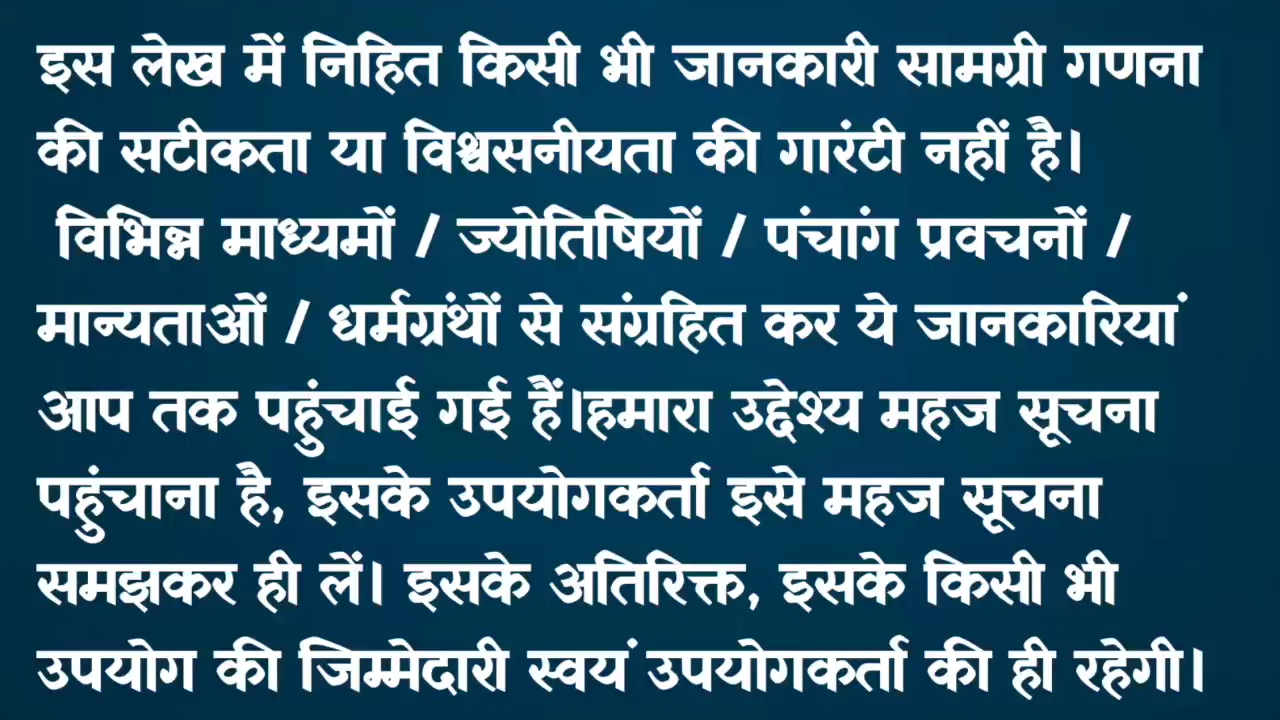 इस लेख में निहित किसी भी जानकारी सामग्री गणना
की सटीकता या विश्वसनीयता की गारंटी नहीं है।
विभिन्न माध्यमों / ज्योतिषियों / पंचांग प्रवचनों /
मान्यताओं / धर्मग्रंथों से संग्रहित कर ये जानकारियां
आप तक पहुंचाई गई हैं।हमारा उद्देश्य महज सूचना
पहुंचाना है, इसके उपयोगकर्ता इसे महज सूचना
समझकर ही लें। इसके अतिरिक्त, इसके किसी भी
उपयोग की जिम्मेदारी स्वयं उपयोगकर्ता की ही रहेगी।